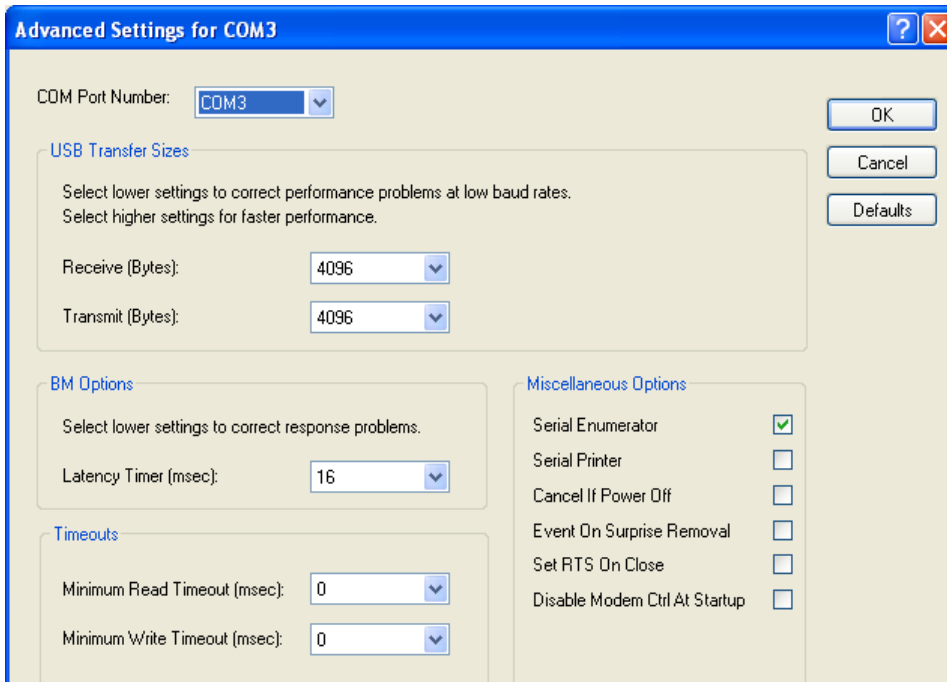 Advanced Settings for COM3
?
COM Port Number: COM3
OK
Cancel
Defaults
USB Transfer Sizes
Select lower settings to correct performance problems at low baud rates.
Select higher settings for faster performance.
Receive (Bytes): 4096
Transmit (Bytes): 4096
BM Options
Select lower settings to correct response problems.
Latency Timer (msec): 16
Timeouts
Minimum Read Timeout (msec): 0
Minimum Write Timeout (msec): 0
Miscellaneous Options
Serial Enumerator
Serial Printer
Cancel If Power Off
Event On Surprise Removal
Set RTS On Close
Disable Modem Ctrl At Startup